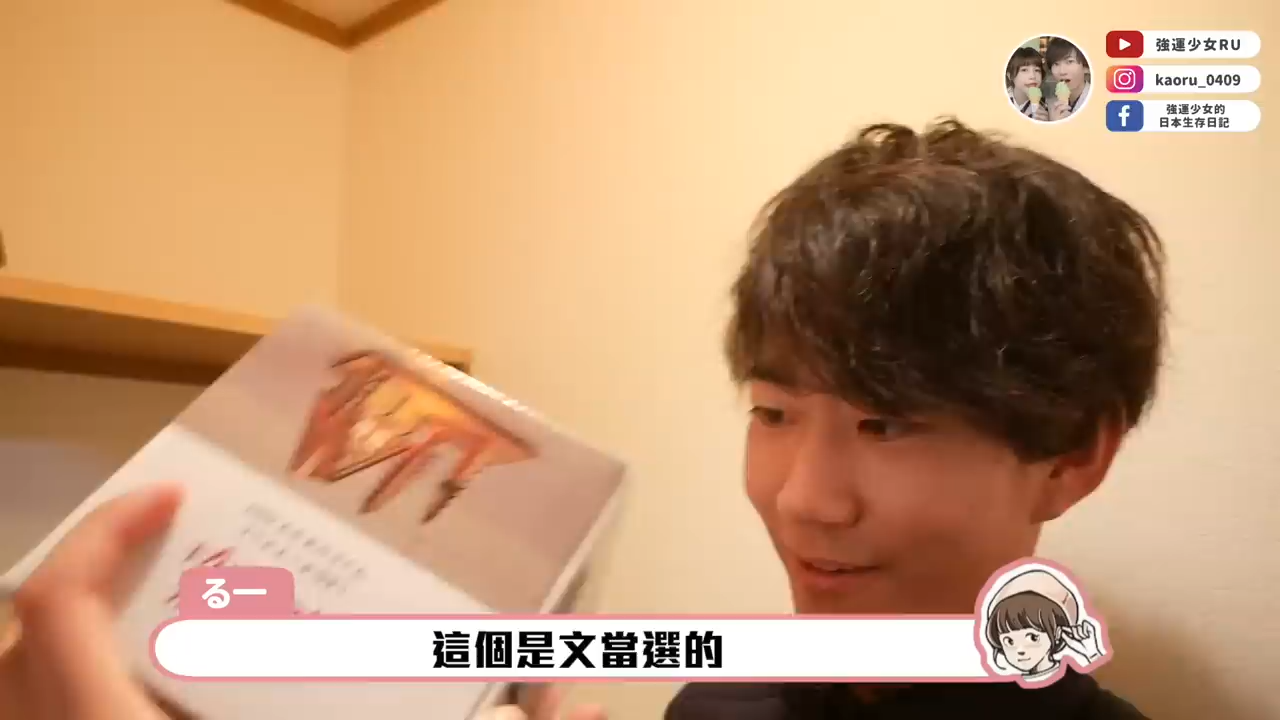 強運少女RU
kaoru_0409
強運少女的
日本生存日記
るー
這個是文當選的